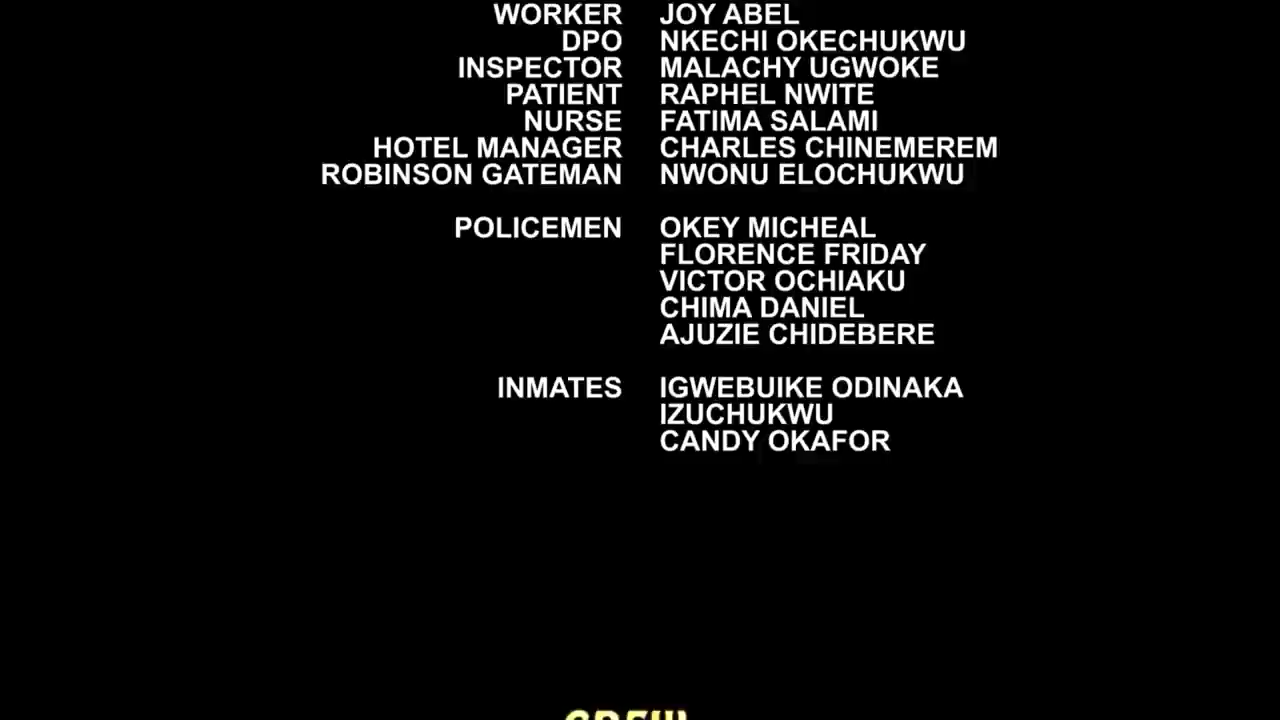 WORKER JOY ABEL
DPO NKECHI OKECHUKWU
INSPECTOR MALACHY UGWOKE
PATIENT RAPHEL NWITE
NURSE FATIMA SALAMI
HOTEL MANAGER CHARLES CHINEMEREM
ROBINSON GATEMAN NWONU ELOCHUKWU
POLICEMEN OKEY MICHEAL
FLORENCE FRIDAY
VICTOR OCHIAKU
CHIMA DANIEL
AJUZIE CHIDEBERE
INMATES IGWEBUIKE ODINAKA
IZUCHUKWU
CANDY OKAFOR
CREW